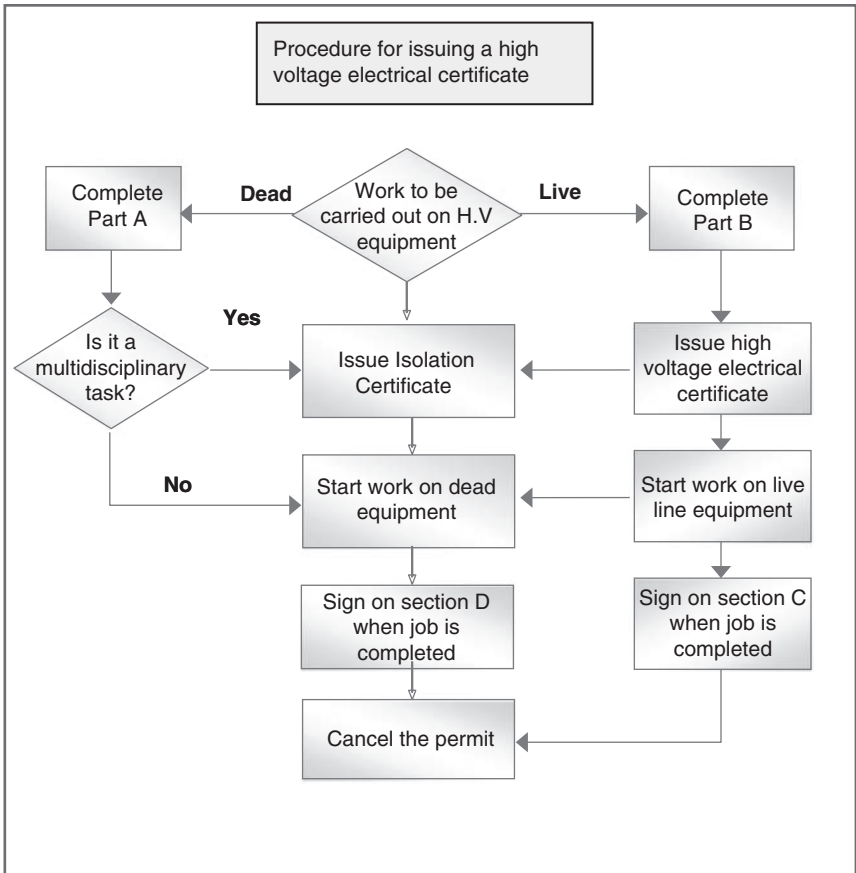 Procedure for issuing a high
voltage electrical certificate
Complete
Part A
Dead
Work to be
carried out on H.V
equipment
Live
Complete
Part B
Is it a
multidisciplinary
task?
Yes
Issue Isolation
Certificate
Issue high
voltage electrical
certificate
No
Start work on dead
equipment
Start work on live
line equipment
Sign on section D
when job is
completed
Sign on section C
when job is
completed
Cancel the permit